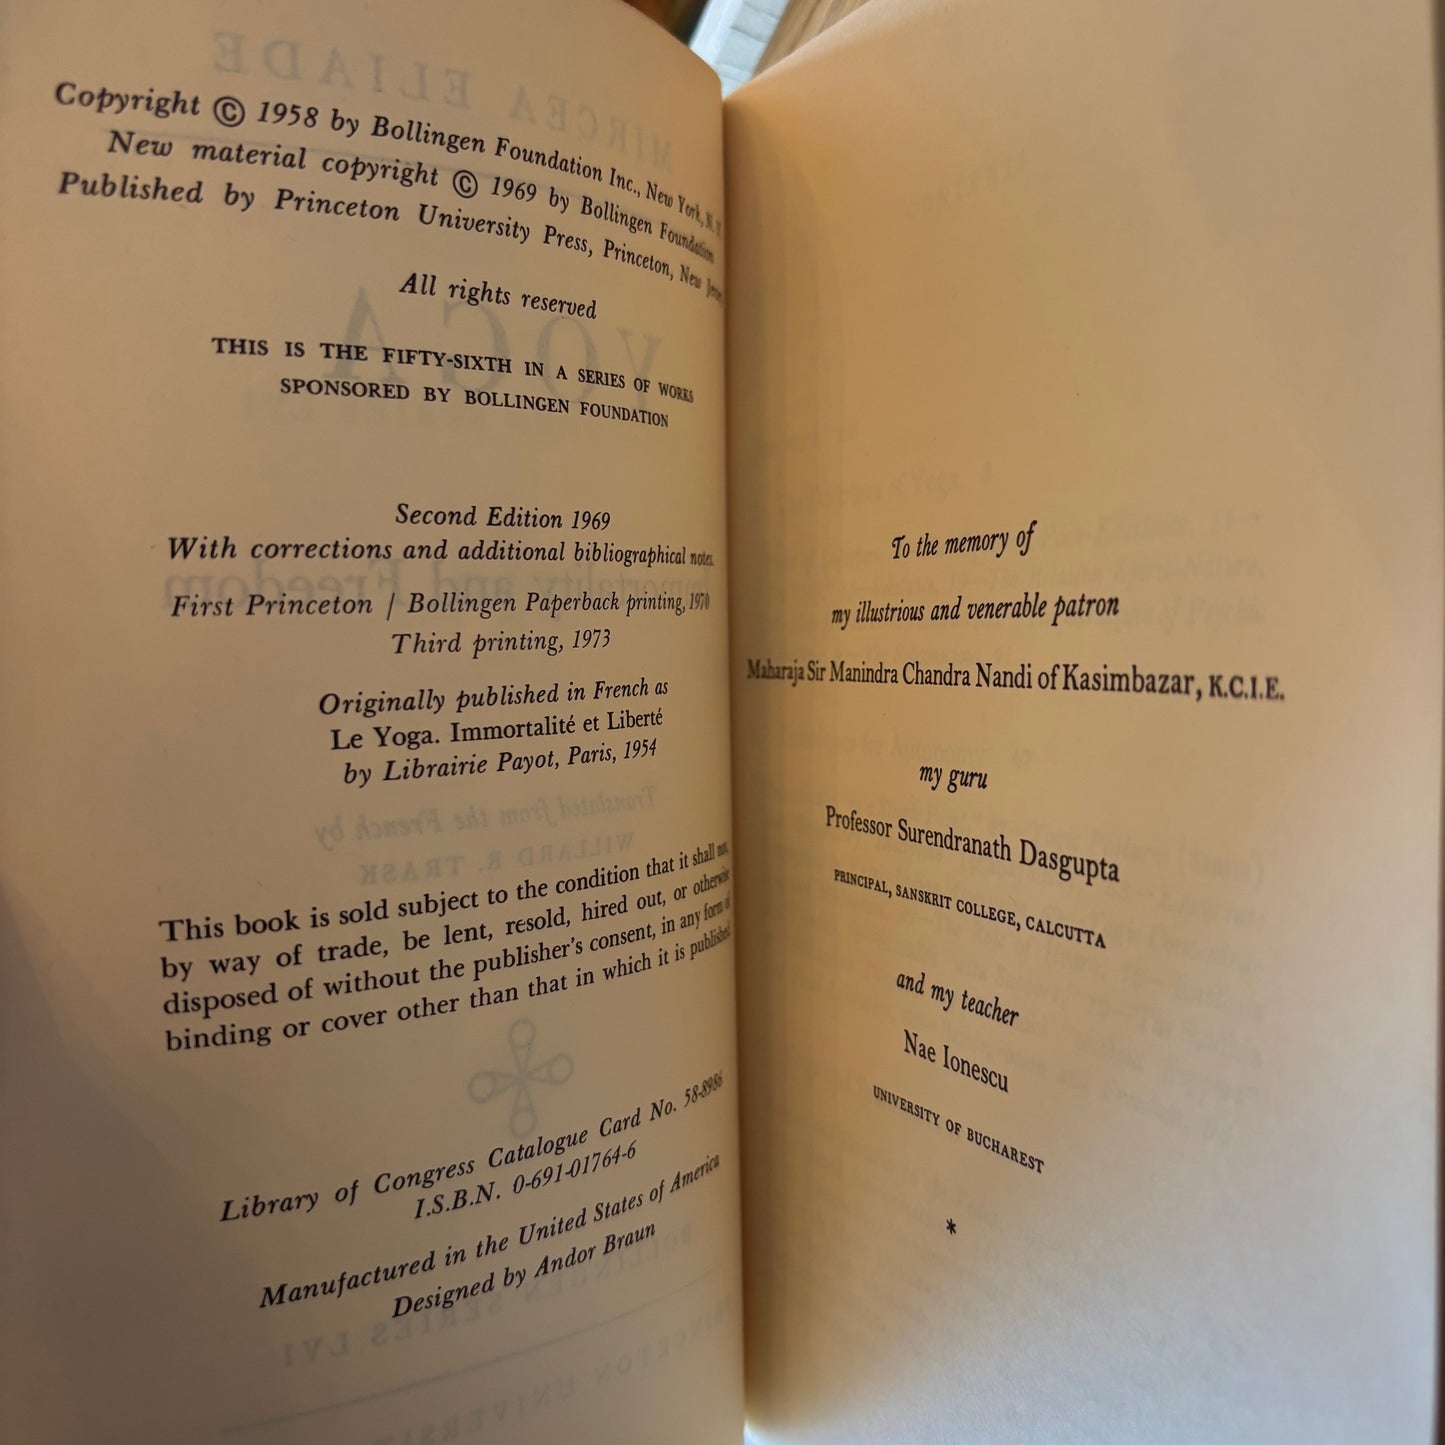 Copyright © 1958 by Bollingen Foundation Inc., New York, N. Y.
New material copyright © 1969 by Bollingen Foundation
Published by Princeton University Press, Princeton, New Jersey
All rights reserved
THIS IS THE FIFTY-SIXTH IN A SERIES OF WORKS
SPONSORED BY BOLLINGEN FOUNDATION
Second Edition 1969
With corrections and additional bibliographical notes.
First Princeton / Bollingen Paperback printing, 1970
Third printing, 1973
Originally published in French as
Le Yoga. Immortalité et Liberté
by Librairie Payot, Paris, 1954
This book is sold subject to the condition that it shall not,
by way of trade, be lent, resold, hired out, or otherwise
disposed of without the publisher's consent, in any form of
binding or cover other than that in which it is published.
Library of Congress Catalogue Card No. 58-8986
I.S.B.N. 0-691-01764-6
Manufactured in the United States of America
Designed by Andor Braun
To the memory of
my illustrious and venerable patron
Maharaja Sir Manindra Chandra Nandi of Kasimbazar, K.C.I.E.
my guru
Professor Surendranath Dasgupta
PRINCIPAL, SANSKRIT COLLEGE, CALCUTTA
and my teacher
Nae Ionescu
UNIVERSITY OF BUCHAREST
*